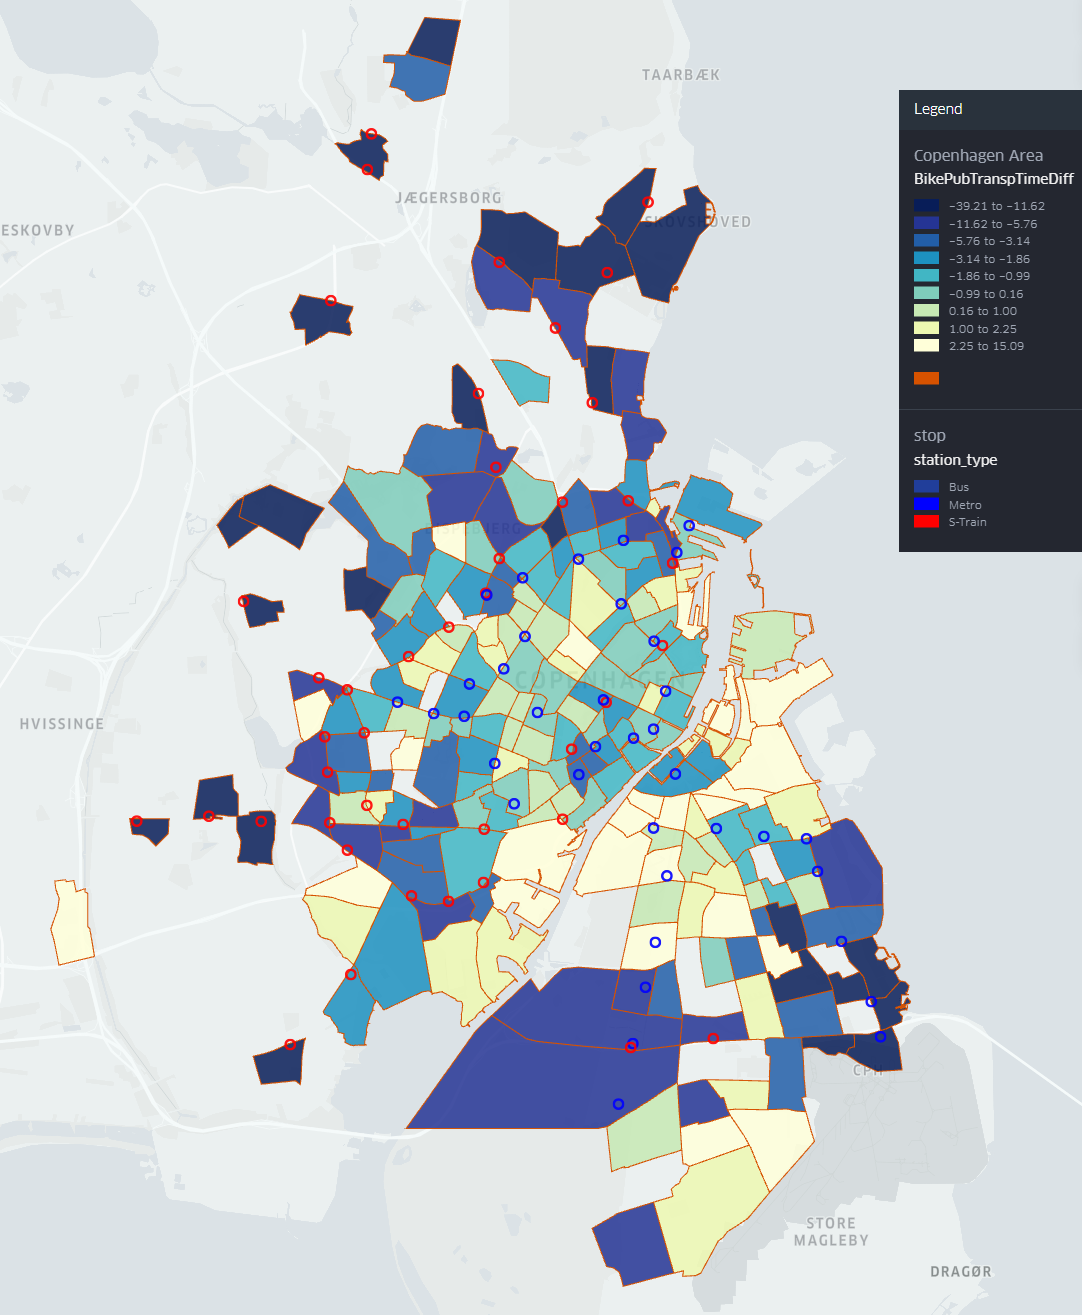 TAARBÆK
JÆGERSBORG
ESKOVBY
SKOVSHOVED
COPENHAGEN
HVISSINGE
CPH
STORE
MAGLEBY
DRAGØR
Legend
Copenhagen Area
BikePubTranspTimeDiff
−39.21 to −11.62
−11.62 to −5.76
−5.76 to −3.14
−3.14 to −1.86
−1.86 to −0.99
−0.99 to 0.16
0.16 to 1.00
1.00 to 2.25
2.25 to 15.09
stop
station_type
Bus
Metro
S-Train